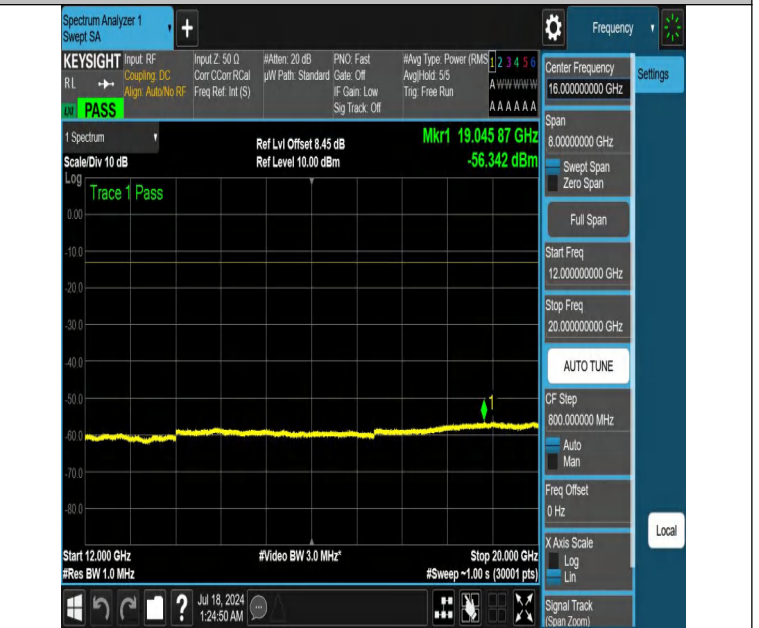 Spectrum Analyzer 1
Swept SA
+
Frequency
KEYSIGHT
RL
PASS
Input: RF
Coupling: DC
Align: Auto/No RF
Input Z: 50 Ω
Corr CCorr RCal
Freq Ref: Int (S)
#Atten: 20 dB
µW Path: Standard
PNO: Fast
Gate: Off
IF Gain: Low
Sig Track: Off
#Avg Type: Power (RMS
Avg|Hold: 5/5
Trig: Free Run
1 2 3 4 5 6
A W W W W W
A A A A A A
1 Spectrum
Scale/Div 10 dB
Ref Lvl Offset 8.45 dB
Ref Level 10.00 dBm
Mkr1 19.045 87 GHz
-56.342 dBm
Log
Trace 1 Pass
0.00
-10.0
-20.0
-30.0
-40.0
-50.0
-60.0
-70.0
-80.0
1
Start 12.000 GHz
#Res BW 1.0 MHz
#Video BW 3.0 MHz*
Stop 20.000 GHz
#Sweep ~1.00 s (30001 pts)
Center Frequency
16.000000000 GHz
Settings
Span
8.00000000 GHz
Swept Span
Zero Span
Full Span
Start Freq
12.000000000 GHz
Stop Freq
20.000000000 GHz
AUTO TUNE
CF Step
800.000000 MHz
Auto
Man
Freq Offset
0 Hz
X Axis Scale
Log
Lin
Signal Track
(Span Zoom)
Local
?
Jul 18, 2024
1:24:50 AM